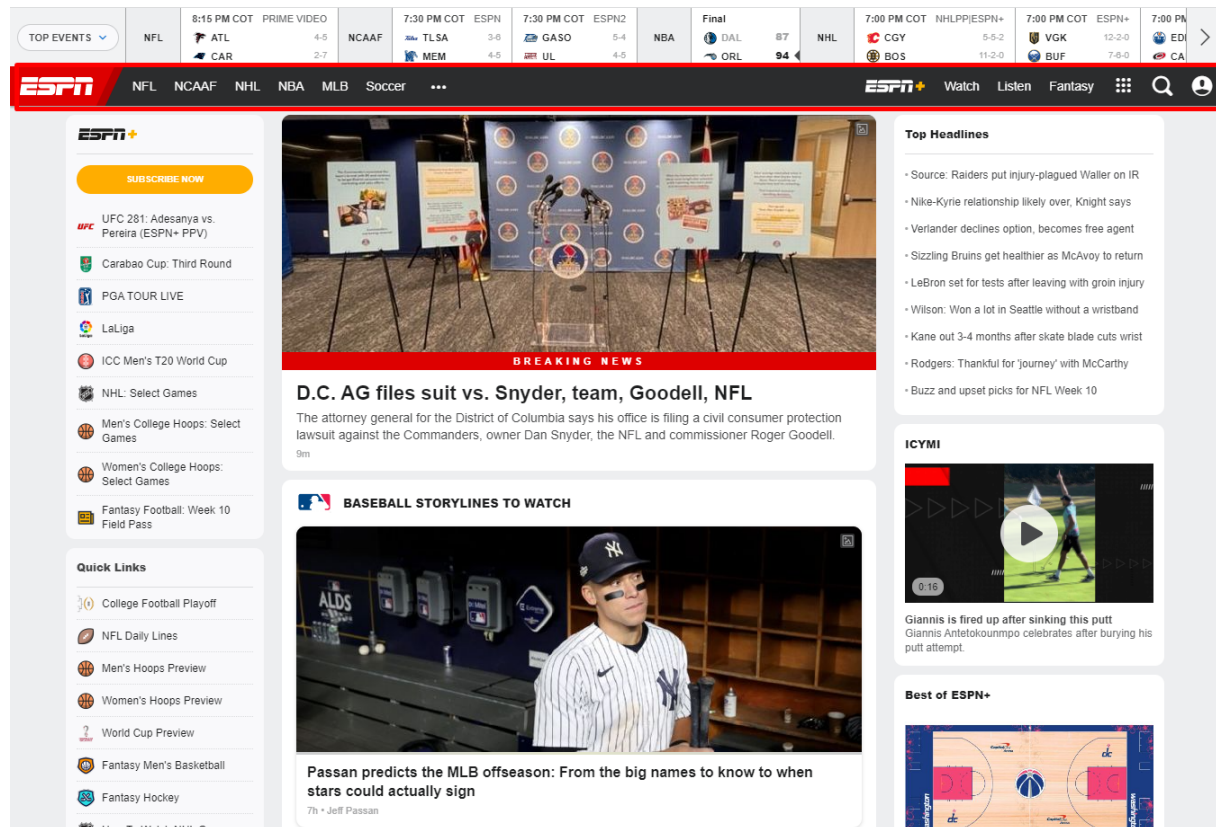 TOP EVENTS
NFL
8:15 PM COT PRIME VIDEO
ATL 4-5
CAR 2-7
NCAAF
7:30 PM COT ESPN
TLSA 3-6
MEM 4-5
7:30 PM COT ESPN2
GASO 5-4
UL 4-5
NBA
Final
DAL 87
ORL 94
NHL
7:00 PM COT NHLPP|ESPN+
CGY 5-5-2
BOS 11-2-0
7:00 PM COT ESPN+
VGK 12-2-0
BUF 7-6-0
7:00 PM
EDI
CA
ESPN NFL NCAAF NHL NBA MLB Soccer ••• ESPN+ Watch Listen Fantasy
ESPN+
SUBSCRIBE NOW
UFC
UFC 281: Adesanya vs.
Pereira (ESPN+ PPV)
Carabao Cup: Third Round
PGA TOUR LIVE
LaLiga
ICC Men's T20 World Cup
NHL: Select Games
Men's College Hoops: Select
Games
Women's College Hoops:
Select Games
Fantasy Football: Week 10
Field Pass
Quick Links
College Football Playoff
NFL Daily Lines
Men's Hoops Preview
Women's Hoops Preview
World Cup Preview
Fantasy Men's Basketball
Fantasy Hockey
BREAKING NEWS
D.C. AG files suit vs. Snyder, team, Goodell, NFL
The attorney general for the District of Columbia says his office is filing a civil consumer protection
lawsuit against the Commanders, owner Dan Snyder, the NFL and commissioner Roger Goodell.
9m
BASEBALL STORYLINES TO WATCH
ALDS
Passan predicts the MLB offseason: From the big names to know to when
stars could actually sign
7h • Jeff Passan
Top Headlines
• Source: Raiders put injury-plagued Waller on IR
• Nike-Kyrie relationship likely over, Knight says
• Verlander declines option, becomes free agent
• Sizzling Bruins get healthier as McAvoy to return
• LeBron set for tests after leaving with groin injury
• Wilson: Won a lot in Seattle without a wristband
• Kane out 3-4 months after skate blade cuts wrist
• Rodgers: Thankful for 'journey' with McCarthy
• Buzz and upset picks for NFL Week 10
ICYMI
0:16
Giannis is fired up after sinking this putt
Giannis Antetokounmpo celebrates after burying his
putt attempt.
Best of ESPN+
dc
dc
washington
washington